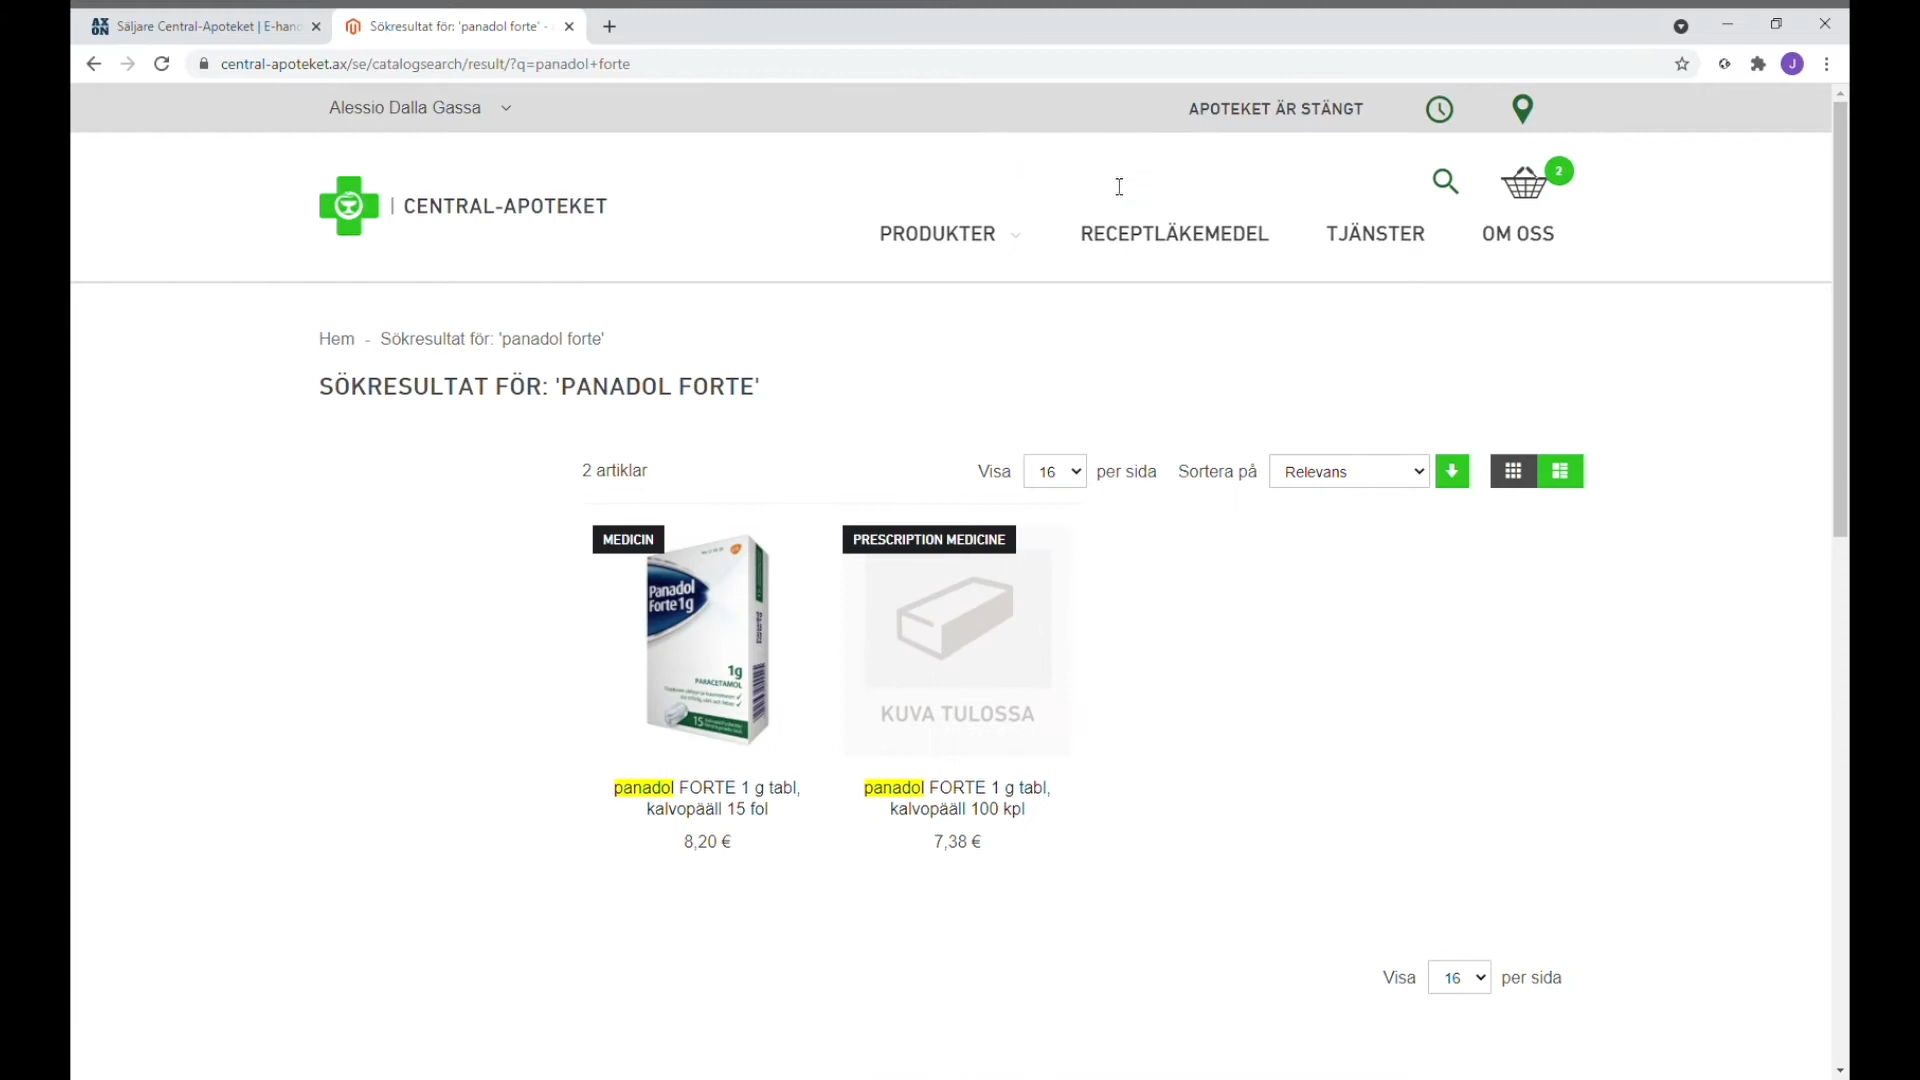 Säljare Central-Apoteket | E-hand
Sökresultat för: 'panadol forte' -
central-apoteket.ax/se/catalogsearch/result/?q=panadol+forte
J
Alessio Dalla Gassa
APOTEKET ÄR STÄNGT
2
| CENTRAL-APOTEKET
PRODUKTER
RECEPTLÄKEMEDEL
TJÄNSTER
OM OSS
Hem - Sökresultat för: 'panadol forte'
SÖKRESULTAT FÖR: 'PANADOL FORTE'
2 artiklar
Visa 16 per sida
Sortera på Relevans
MEDICIN
Panadol
Forte 1g
1g
PARACETAMOL
15
PRESCRIPTION MEDICINE
KUVA TULOSSA
panadol FORTE 1 g tabl,
kalvopääll 15 fol
8,20 €
panadol FORTE 1 g tabl,
kalvopääll 100 kpl
7,38 €
Visa 16 per sida